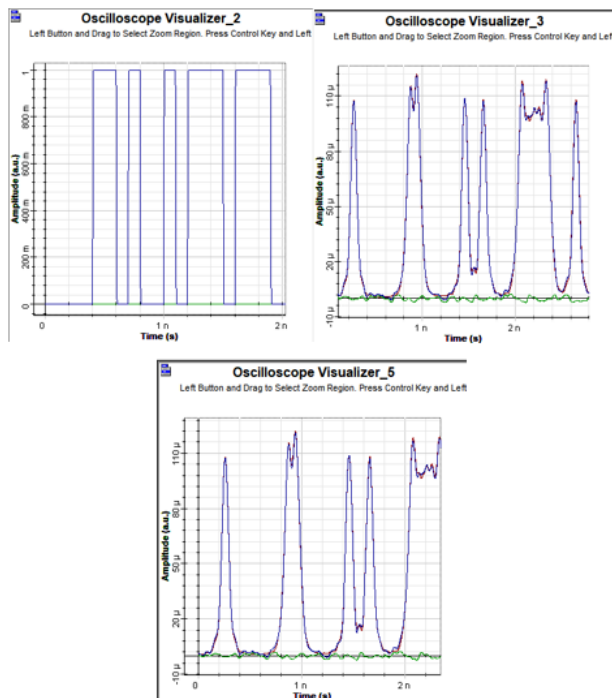 Oscilloscope Visualizer_2
Left Button and Drag to Select Zoom Region. Press Control Key and Left
Amplitude (a.u.)
1
800 m
600 m
400 m
200 m
0
0
1 n
2 n
Time (s)
Oscilloscope Visualizer_3
Left Button and Drag to Select Zoom Region. Press Control Key and Left
Amplitude (a.u.)
110 µ
80 µ
50 µ
20 µ
-10 µ
1 n
2 n
Time (s)
Oscilloscope Visualizer_5
Left Button and Drag to Select Zoom Region. Press Control Key and Left
Amplitude (a.u.)
110 µ
80 µ
50 µ
20 µ
-10 µ
0
1 n
2 n
Time (s)